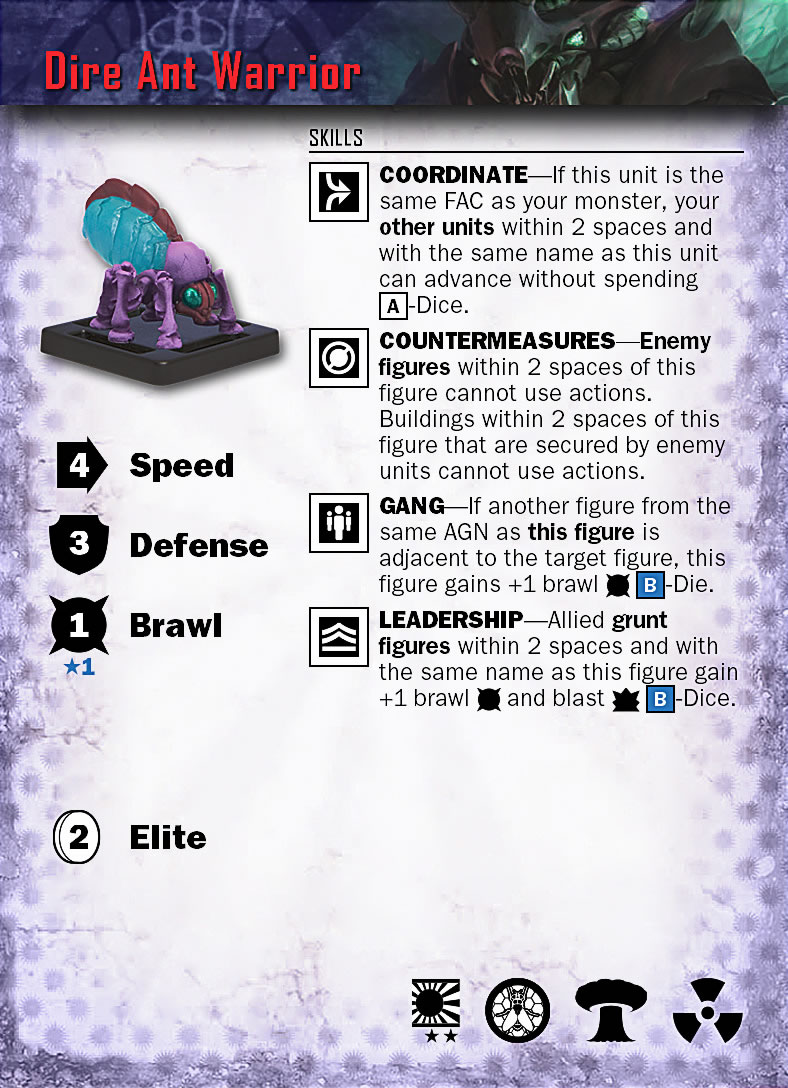 Dire Ant Warrior
SKILLS
COORDINATE—If this unit is the
same FAC as your monster, your
other units within 2 spaces and
with the same name as this unit
can advance without spending
A-Dice.
COUNTERMEASURES—Enemy
figures within 2 spaces of this
figure cannot use actions.
Buildings within 2 spaces of this
figure that are secured by enemy
units cannot use actions.
GANG—If another figure from the
same AGN as this figure is
adjacent to the target figure, this
figure gains +1 brawl B-Die.
LEADERSHIP—Allied grunt
figures within 2 spaces and with
the same name as this figure gain
+1 brawl and blast B-Dice.
4 Speed
3 Defense
1 Brawl
★1
2 Elite
★★